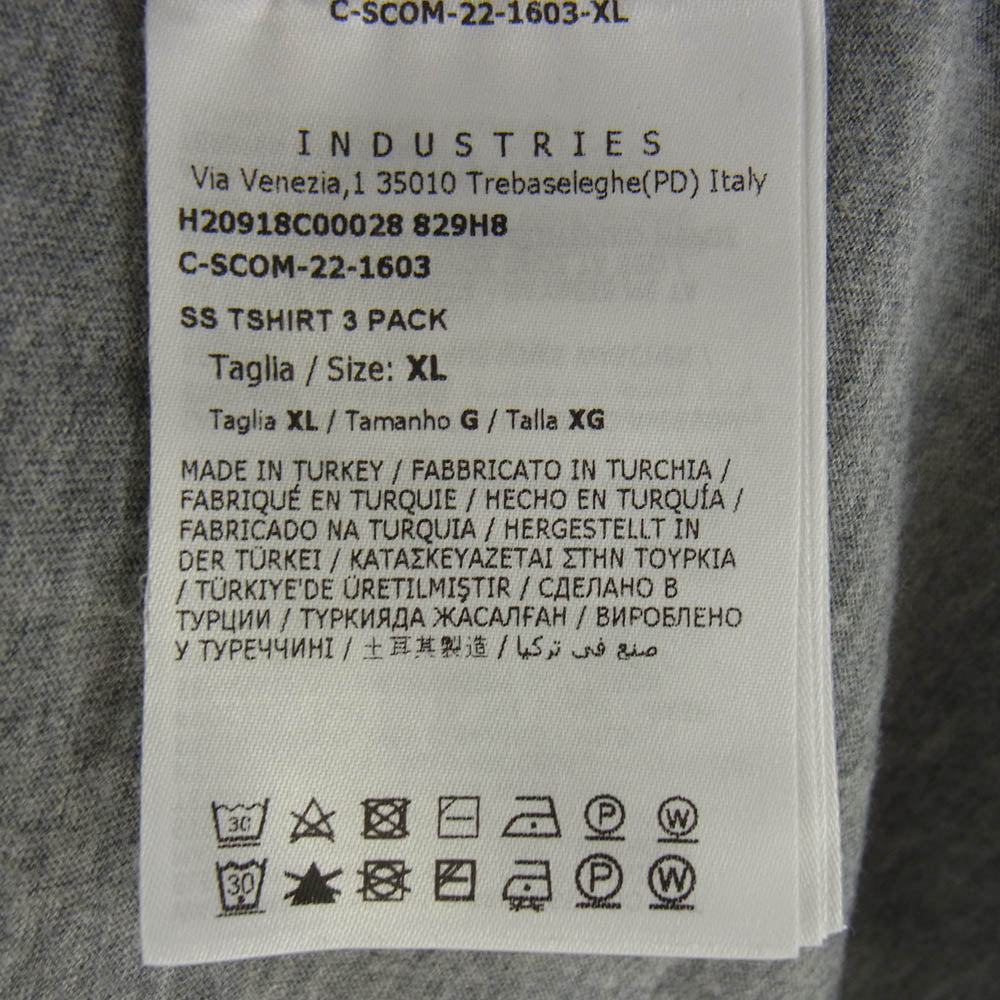 C-SCOM-22-1603-XL
INDUSTRIES
Via Venezia,1 35010 Trebaseleghe(PD) Italy
H20918C00028 829H8
C-SCOM-22-1603
SS TSHIRT 3 PACK
Taglia / Size: XL
Taglia XL / Tamanho G / Talla XG
MADE IN TURKEY / FABBRICATO IN TURCHIA /
FABRIQUÉ EN TURQUIE / HECHO EN TURQUÍA /
FABRICADO NA TURQUIA / HERGESTELLT IN
DER TÜRKEI / ΚΑΤΑΣΚΕΥΑΖΕΤΑΙ ΣΤΗΝ ΤΟΥΡΚΙΑ
/ TÜRKIYE'DE ÜRETILMIŞTIR / СДЕЛАНО В
ТУРЦИИ / ТҮРКИЯДА ЖАСАЛҒАН / ВИРОБЛЕНО
У ТУРЕЧЧИНІ / 土耳其製造 / صنع في تركيا
30 P W
30 P W